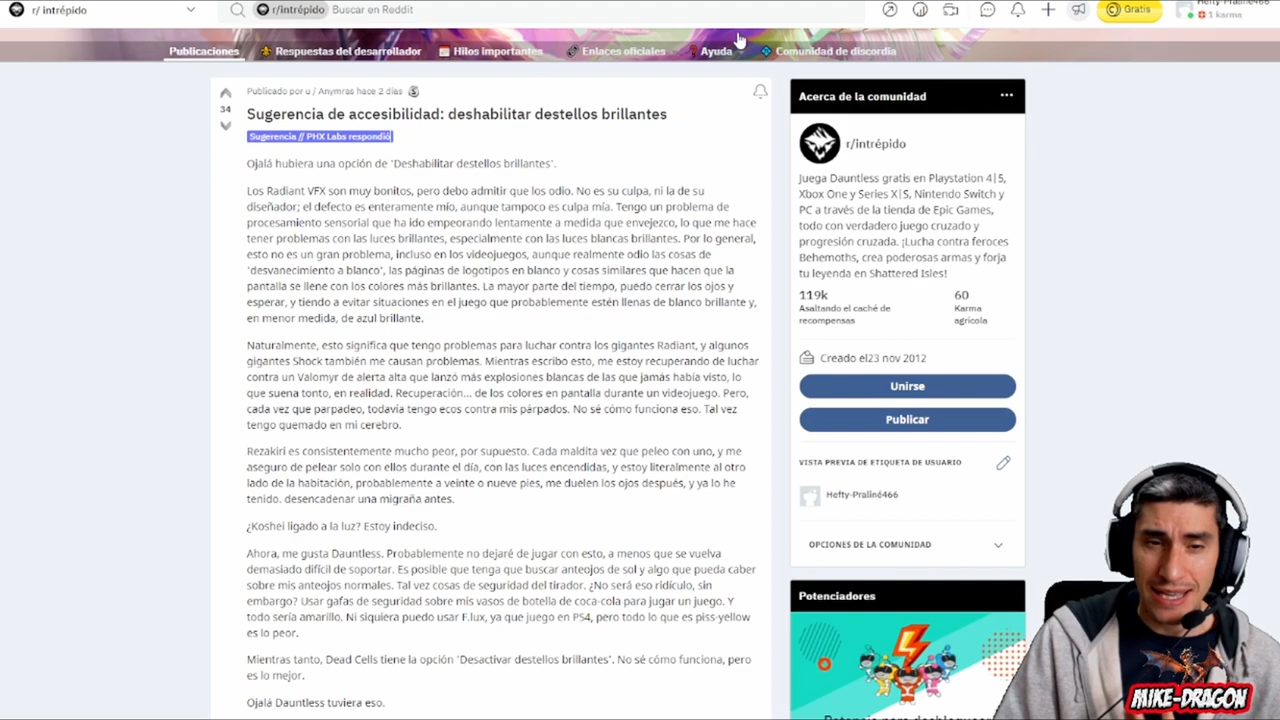 r/ intrépido
r/intrépido
Buscar en Reddit
Gratis
Hefty-Praline466
1 karma
Publicaciones
Respuestas del desarrollador
Hilos importantes
Enlaces oficiales
Ayuda
Comunidad de discordia
34
Publicado por u / Anymras hace 2 días
Sugerencia de accesibilidad: deshabilitar destellos brillantes
Sugerencia // PHX Labs respondió
Ojalá hubiera una opción de 'Deshabilitar destellos brillantes'.
Los Radiant VFX son muy bonitos, pero debo admitir que los odio. No es su culpa, ni la de su
diseñador; el defecto es enteramente mío, aunque tampoco es culpa mía. Tengo un problema de
procesamiento sensorial que ha ido empeorando lentamente a medida que envejezco, lo que me hace
tener problemas con las luces brillantes, especialmente con las luces blancas brillantes. Por lo general,
esto no es un gran problema, incluso en los videojuegos, aunque realmente odio las cosas de
'desvanecimiento a blanco', las páginas de logotipos en blanco y cosas similares que hacen que la
pantalla se llene con los colores más brillantes. La mayor parte del tiempo, puedo cerrar los ojos y
esperar, y tiendo a evitar situaciones en el juego que probablemente estén llenas de blanco brillante y,
en menor medida, de azul brillante.
Naturalmente, esto significa que tengo problemas para luchar contra los gigantes Radiant, y algunos
gigantes Shock también me causan problemas. Mientras escribo esto, me estoy recuperando de luchar
contra un Valomyr de alerta alta que lanzó más explosiones blancas de las que jamás había visto, lo
que suena tonto, en realidad. Recuperación... de los colores en pantalla durante un videojuego. Pero,
cada vez que parpadeo, todavía tengo ecos contra mis párpados. No sé cómo funciona eso. Tal vez
tengo quemado en mi cerebro.
Rezakiri es consistentemente mucho peor, por supuesto. Cada maldita vez que peleo con uno, y me
aseguro de pelear solo con ellos durante el día, con las luces encendidas, y estoy literalmente al otro
lado de la habitación, probablemente a veinte o nueve pies, me duelen los ojos después, y ya lo he
tenido. desencadenar una migraña antes.
¿Koshei ligado a la luz? Estoy indeciso.
Ahora, me gusta Dauntless. Probablemente no dejaré de jugar con esto, a menos que se vuelva
demasiado difícil de soportar. Es posible que tenga que buscar anteojos de sol y algo que pueda caber
sobre mis anteojos normales. Tal vez cosas de seguridad del tirador. ¿No será eso ridículo, sin
embargo? Usar gafas de seguridad sobre mis vasos de botella de coca-cola para jugar un juego. Y
todo sería amarillo. Ni siquiera puedo usar F.lux, ya que juego en PS4, pero todo lo que es piss-yellow
es lo peor.
Mientras tanto, Dead Cells tiene la opción 'Desactivar destellos brillantes'. No sé cómo funciona, pero
es lo mejor.
Ojalá Dauntless tuviera eso.
Acerca de la comunidad
r/intrépido
Juega Dauntless gratis en Playstation 4|5,
Xbox One y Series X|S, Nintendo Switch y
PC a través de la tienda de Epic Games,
todo con verdadero juego cruzado y
progresión cruzada. ¡Lucha contra feroces
Behemoths, crea poderosas armas y forja
tu leyenda en Shattered Isles!
119k
60
Asaltando el caché de
recompensas
Karma
agrícola
Creado el23 nov 2012
Unirse
Publicar
VISTA PREVIA DE ETIQUETA DE USUARIO
Hefty-Praline466
OPCIONES DE LA COMUNIDAD
Potenciadores
MIKE-DRAGON